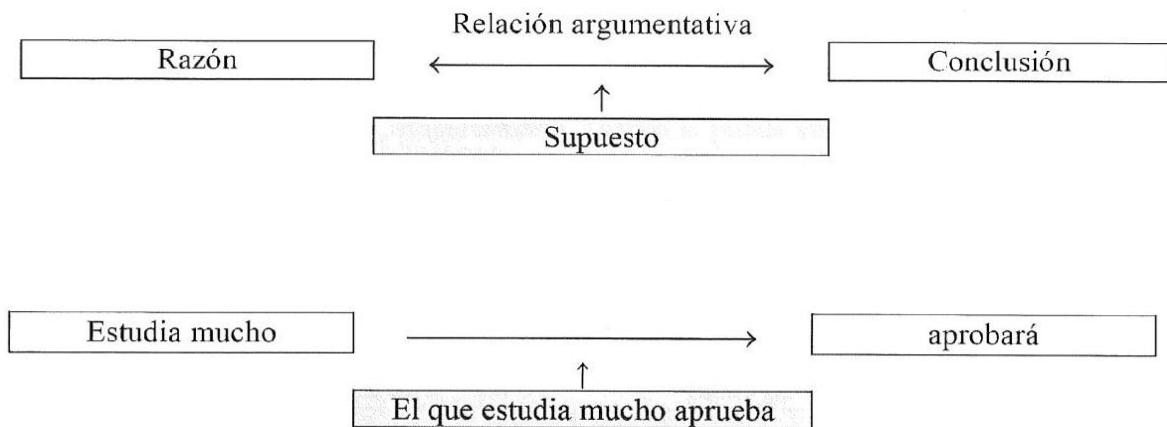 Relación argumentativa
Razón
Conclusión
Supuesto
Estudia mucho
aprobará
El que estudia mucho aprueba